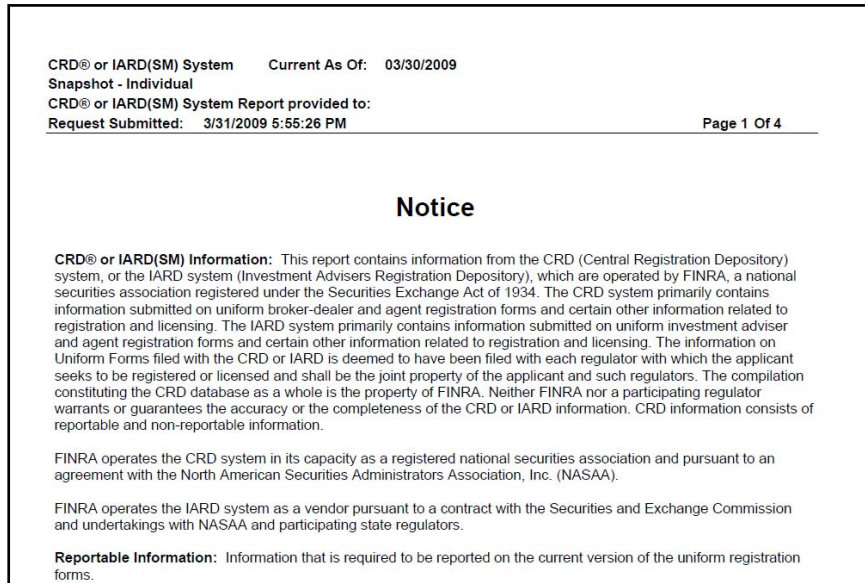 CRD® or IARD(SM) System Current As Of: 03/30/2009
Snapshot - Individual
CRD® or IARD(SM) System Report provided to:
Request Submitted: 3/31/2009 5:55:26 PM Page 1 Of 4
Notice
CRD® or IARD(SM) Information: This report contains information from the CRD (Central Registration Depository)
system, or the IARD system (Investment Advisers Registration Depository), which are operated by FINRA, a national
securities association registered under the Securities Exchange Act of 1934. The CRD system primarily contains
information submitted on uniform broker-dealer and agent registration forms and certain other information related to
registration and licensing. The IARD system primarily contains information submitted on uniform investment adviser
and agent registration forms and certain other information related to registration and licensing. The information on
Uniform Forms filed with the CRD or IARD is deemed to have been filed with each regulator with which the applicant
seeks to be registered or licensed and shall be the joint property of the applicant and such regulators. The compilation
constituting the CRD database as a whole is the property of FINRA. Neither FINRA nor a participating regulator
warrants or guarantees the accuracy or the completeness of the CRD or IARD information. CRD information consists of
reportable and non-reportable information.
FINRA operates the CRD system in its capacity as a registered national securities association and pursuant to an
agreement with the North American Securities Administrators Association, Inc. (NASAA).
FINRA operates the IARD system as a vendor pursuant to a contract with the Securities and Exchange Commission
and undertakings with NASAA and participating state regulators.
Reportable Information: Information that is required to be reported on the current version of the uniform registration
forms.